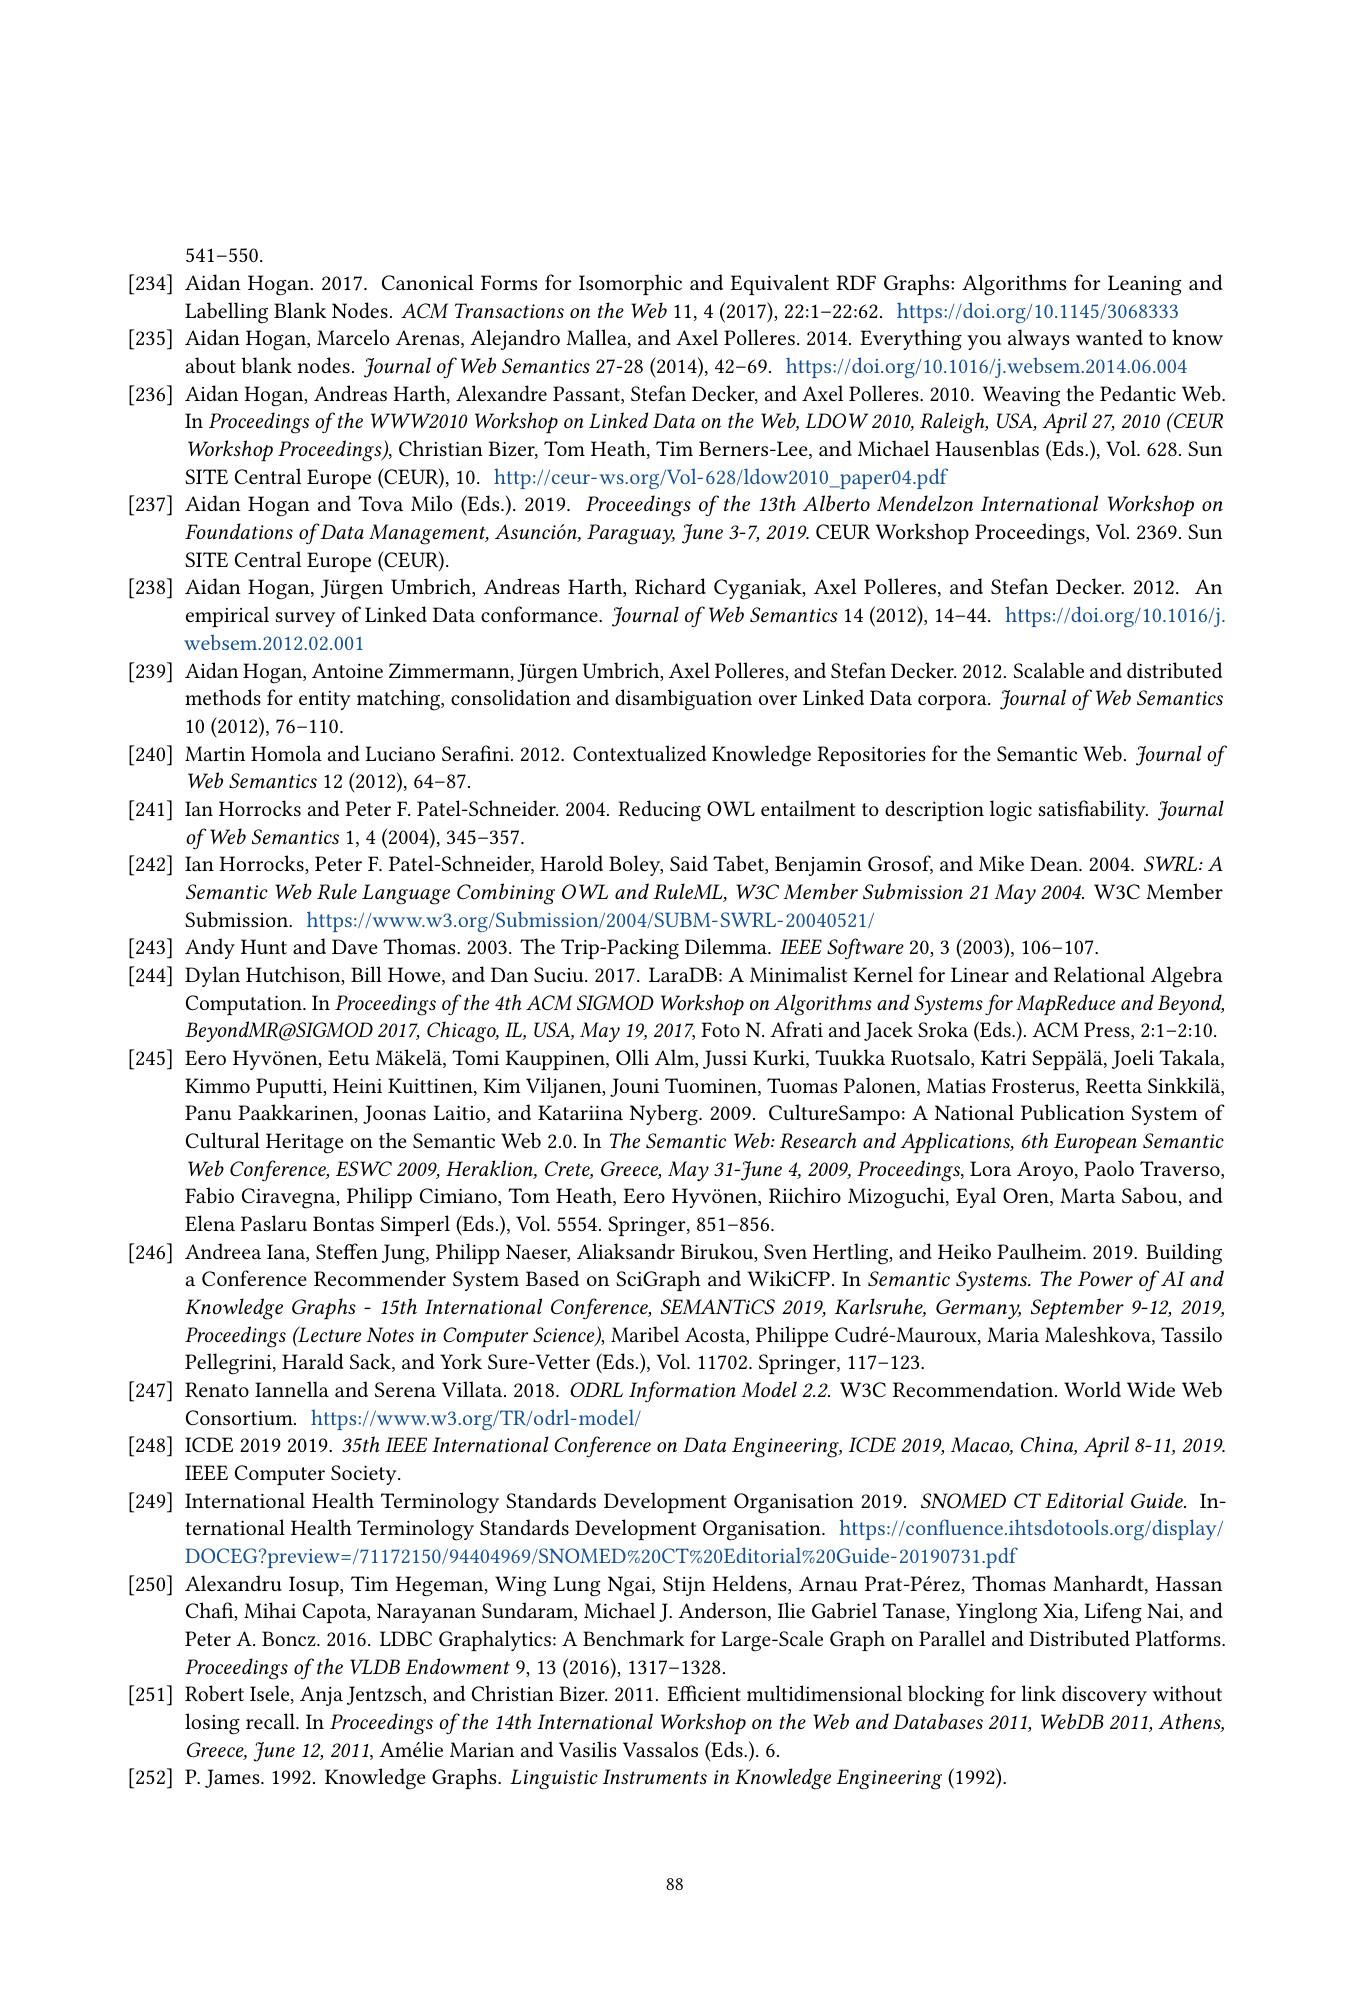 541–550.
[234] Aidan Hogan. 2017. Canonical Forms for Isomorphic and Equivalent RDF Graphs: Algorithms for Leaning and
Labelling Blank Nodes. ACM Transactions on the Web 11, 4 (2017), 22:1–22:62. https://doi.org/10.1145/3068333
[235] Aidan Hogan, Marcelo Arenas, Alejandro Mallea, and Axel Polleres. 2014. Everything you always wanted to know
about blank nodes. Journal of Web Semantics 27-28 (2014), 42–69. https://doi.org/10.1016/j.websem.2014.06.004
[236] Aidan Hogan, Andreas Harth, Alexandre Passant, Stefan Decker, and Axel Polleres. 2010. Weaving the Pedantic Web.
In Proceedings of the WWW2010 Workshop on Linked Data on the Web, LDOW 2010, Raleigh, USA, April 27, 2010 (CEUR
Workshop Proceedings), Christian Bizer, Tom Heath, Tim Berners-Lee, and Michael Hausenblas (Eds.), Vol. 628. Sun
SITE Central Europe (CEUR), 10. http://ceur-ws.org/Vol-628/ldow2010_paper04.pdf
[237] Aidan Hogan and Tova Milo (Eds.). 2019. Proceedings of the 13th Alberto Mendelzon International Workshop on
Foundations of Data Management, Asunción, Paraguay, June 3-7, 2019. CEUR Workshop Proceedings, Vol. 2369. Sun
SITE Central Europe (CEUR).
[238] Aidan Hogan, Jürgen Umbrich, Andreas Harth, Richard Cyganiak, Axel Polleres, and Stefan Decker. 2012. An
empirical survey of Linked Data conformance. Journal of Web Semantics 14 (2012), 14–44. https://doi.org/10.1016/j.
websem.2012.02.001
[239] Aidan Hogan, Antoine Zimmermann, Jürgen Umbrich, Axel Polleres, and Stefan Decker. 2012. Scalable and distributed
methods for entity matching, consolidation and disambiguation over Linked Data corpora. Journal of Web Semantics
10 (2012), 76–110.
[240] Martin Homola and Luciano Serafini. 2012. Contextualized Knowledge Repositories for the Semantic Web. Journal of
Web Semantics 12 (2012), 64–87.
[241] Ian Horrocks and Peter F. Patel-Schneider. 2004. Reducing OWL entailment to description logic satisfiability. Journal
of Web Semantics 1, 4 (2004), 345–357.
[242] Ian Horrocks, Peter F. Patel-Schneider, Harold Boley, Said Tabet, Benjamin Grosof, and Mike Dean. 2004. SWRL: A
Semantic Web Rule Language Combining OWL and RuleML, W3C Member Submission 21 May 2004. W3C Member
Submission. https://www.w3.org/Submission/2004/SUBM-SWRL-20040521/
[243] Andy Hunt and Dave Thomas. 2003. The Trip-Packing Dilemma. IEEE Software 20, 3 (2003), 106–107.
[244] Dylan Hutchison, Bill Howe, and Dan Suciu. 2017. LaraDB: A Minimalist Kernel for Linear and Relational Algebra
Computation. In Proceedings of the 4th ACM SIGMOD Workshop on Algorithms and Systems for MapReduce and Beyond,
BeyondMR@SIGMOD 2017, Chicago, IL, USA, May 19, 2017, Foto N. Afrati and Jacek Sroka (Eds.). ACM Press, 2:1–2:10.
[245] Eero Hyvönen, Eetu Mäkelä, Tomi Kauppinen, Olli Alm, Jussi Kurki, Tuukka Ruotsalo, Katri Seppälä, Joeli Takala,
Kimmo Puputti, Heini Kuittinen, Kim Viljanen, Jouni Tuominen, Tuomas Palonen, Matias Frosterus, Reetta Sinkkilä,
Panu Paakkarinen, Joonas Laitio, and Katariina Nyberg. 2009. CultureSampo: A National Publication System of
Cultural Heritage on the Semantic Web 2.0. In The Semantic Web: Research and Applications, 6th European Semantic
Web Conference, ESWC 2009, Heraklion, Crete, Greece, May 31-June 4, 2009, Proceedings, Lora Aroyo, Paolo Traverso,
Fabio Ciravegna, Philipp Cimiano, Tom Heath, Eero Hyvönen, Riichiro Mizoguchi, Eyal Oren, Marta Sabou, and
Elena Paslaru Bontas Simperl (Eds.), Vol. 5554. Springer, 851–856.
[246] Andreea Iana, Steffen Jung, Philipp Naeser, Aliaksandr Birukou, Sven Hertling, and Heiko Paulheim. 2019. Building
a Conference Recommender System Based on SciGraph and WikiCFP. In Semantic Systems. The Power of AI and
Knowledge Graphs - 15th International Conference, SEMANTiCS 2019, Karlsruhe, Germany, September 9-12, 2019,
Proceedings (Lecture Notes in Computer Science), Maribel Acosta, Philippe Cudré-Mauroux, Maria Maleshkova, Tassilo
Pellegrini, Harald Sack, and York Sure-Vetter (Eds.), Vol. 11702. Springer, 117–123.
[247] Renato Iannella and Serena Villata. 2018. ODRL Information Model 2.2. W3C Recommendation. World Wide Web
Consortium. https://www.w3.org/TR/odrl-model/
[248] ICDE 2019 2019. 35th IEEE International Conference on Data Engineering, ICDE 2019, Macao, China, April 8-11, 2019.
IEEE Computer Society.
[249] International Health Terminology Standards Development Organisation 2019. SNOMED CT Editorial Guide. In-
ternational Health Terminology Standards Development Organisation. https://confluence.ihtsdotools.org/display/
DOCEG?preview=/71172150/94404969/SNOMED%20CT%20Editorial%20Guide-20190731.pdf
[250] Alexandru Iosup, Tim Hegeman, Wing Lung Ngai, Stijn Heldens, Arnau Prat-Pérez, Thomas Manhardt, Hassan
Chafi, Mihai Capota, Narayanan Sundaram, Michael J. Anderson, Ilie Gabriel Tanase, Yinglong Xia, Lifeng Nai, and
Peter A. Boncz. 2016. LDBC Graphalytics: A Benchmark for Large-Scale Graph on Parallel and Distributed Platforms.
Proceedings of the VLDB Endowment 9, 13 (2016), 1317–1328.
[251] Robert Isele, Anja Jentzsch, and Christian Bizer. 2011. Efficient multidimensional blocking for link discovery without
losing recall. In Proceedings of the 14th International Workshop on the Web and Databases 2011, WebDB 2011, Athens,
Greece, June 12, 2011, Amélie Marian and Vasilis Vassalos (Eds.). 6.
[252] P. James. 1992. Knowledge Graphs. Linguistic Instruments in Knowledge Engineering (1992).
88